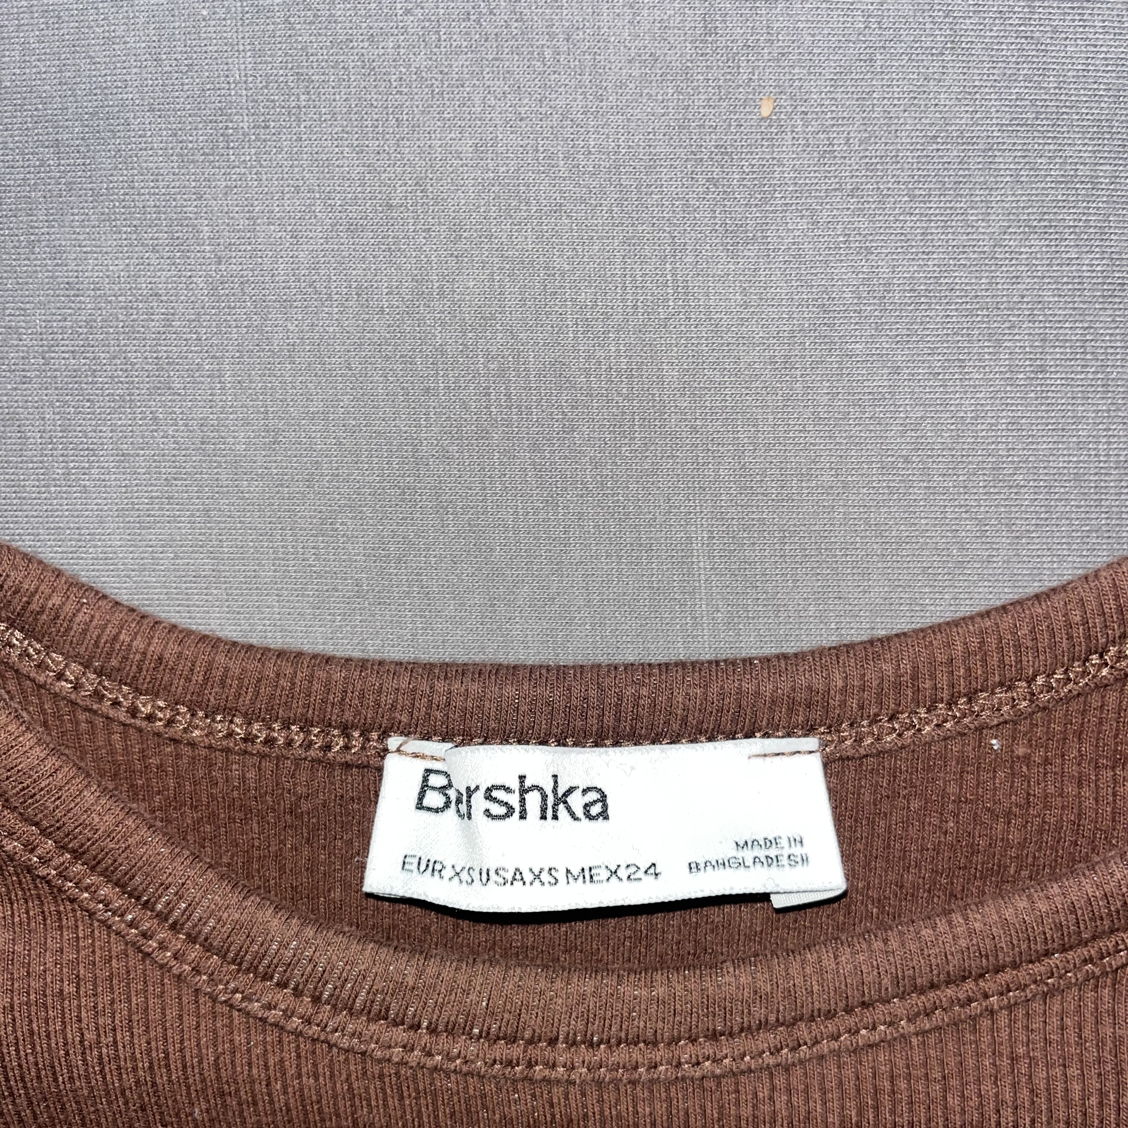 Bershka
EUR XS USA XS MEX 24
MADE IN
BANGLADESH